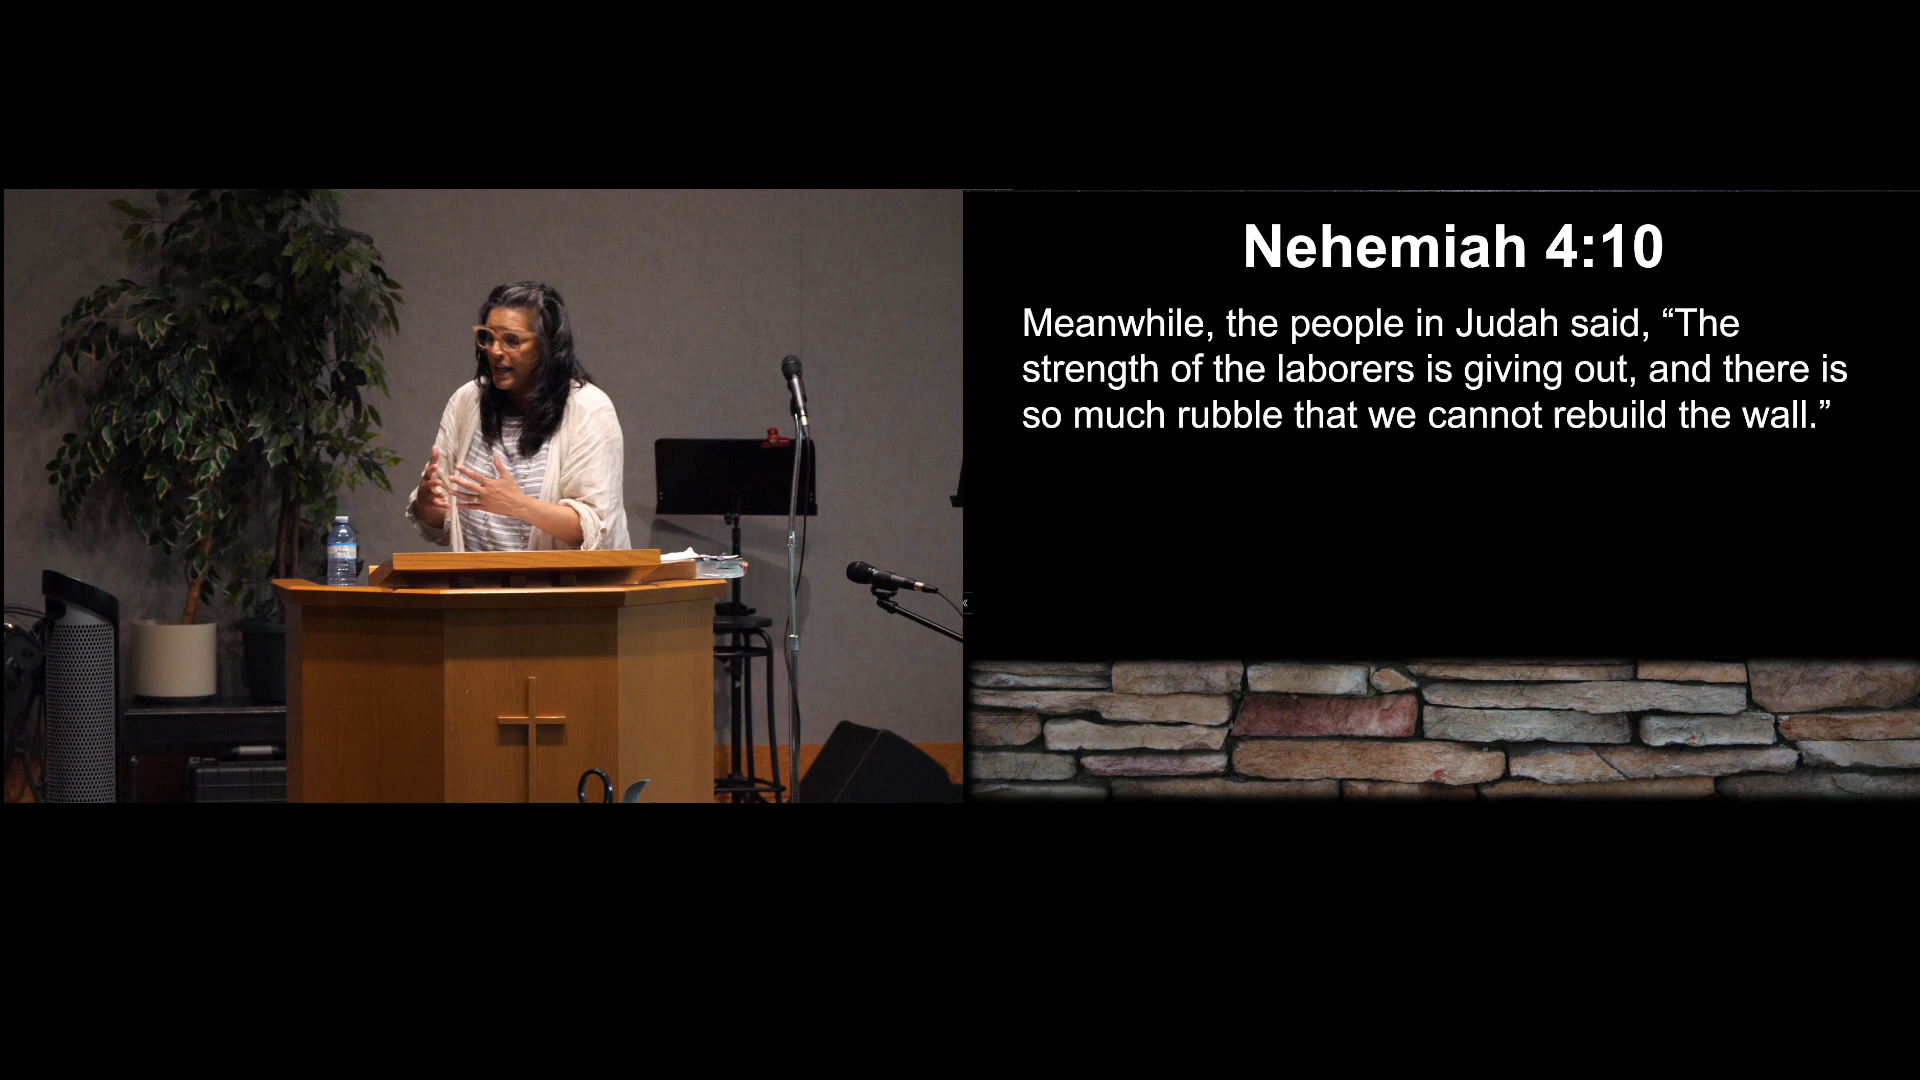 Nehemiah 4:10
Meanwhile, the people in Judah said, “The
strength of the laborers is giving out, and there is
so much rubble that we cannot rebuild the wall.”